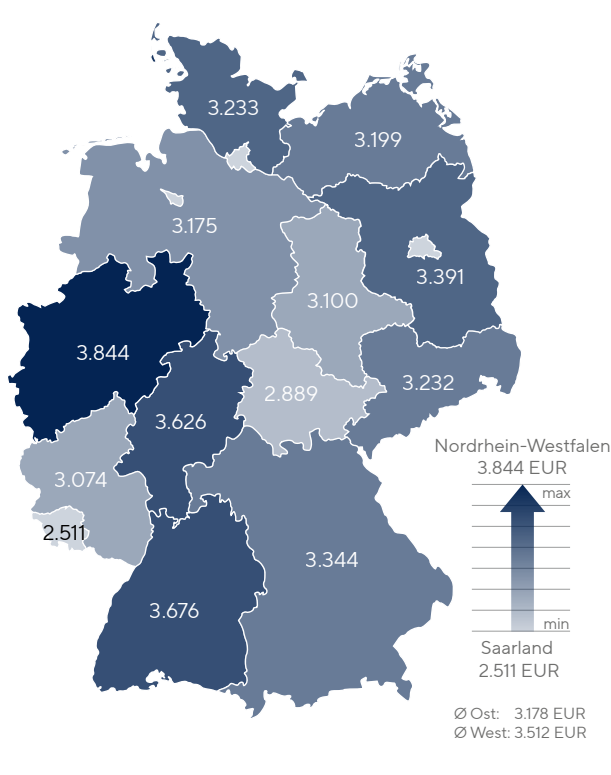 3.233
3.199
3.175
3.391
3.100
3.844
3.232
2.889
3.626
Nordrhein-Westfalen
3.844 EUR
3.074
max
2.511
3.344
3.676
min
Saarland
2.511 EUR
Ø Ost: 3.178 EUR
Ø West: 3.512 EUR